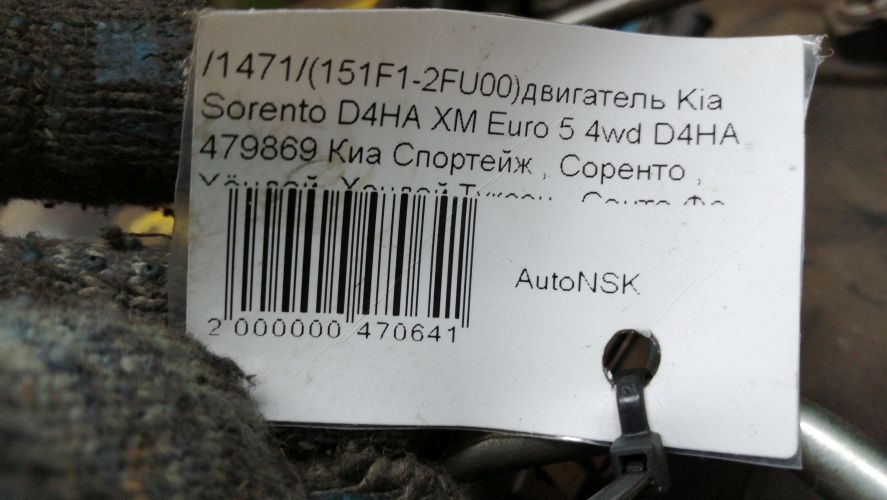 /1471/(151F1-2FU00)двигатель Kia
Sorento D4HA XM Euro 5 4wd D4HA
479869 Киа Спортейж , Соренто ,
AutoNSK
2 000000 470641